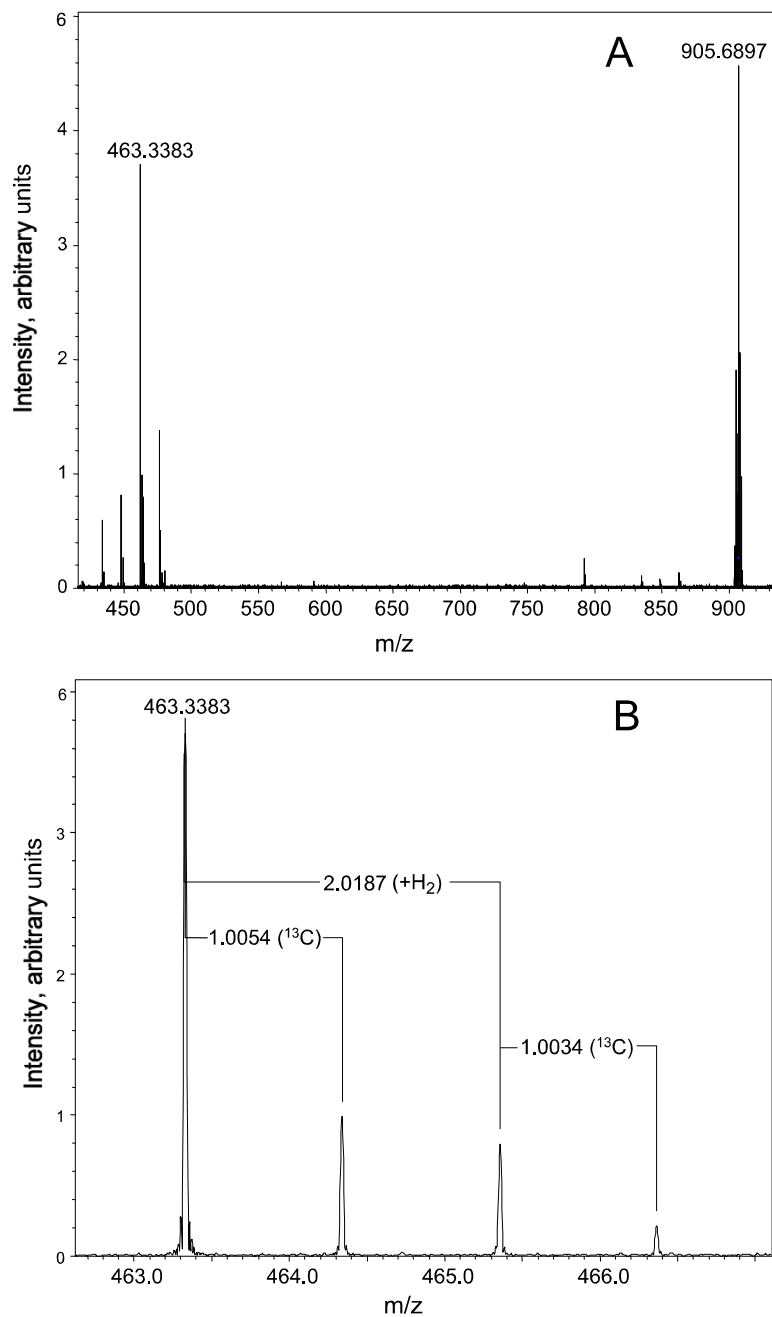 6
A
905.6897
463.3383
4
3
2
1
0
Intensity, arbitrary units
450 500 550 600 650 700 750 800 850 900
m/z
6
463.3383
B
3
2.0187 (+H₂)
1.0054 (¹³C)
2
1.0034 (¹³C)
1
0
Intensity, arbitrary units
463.0 464.0 465.0 466.0
m/z